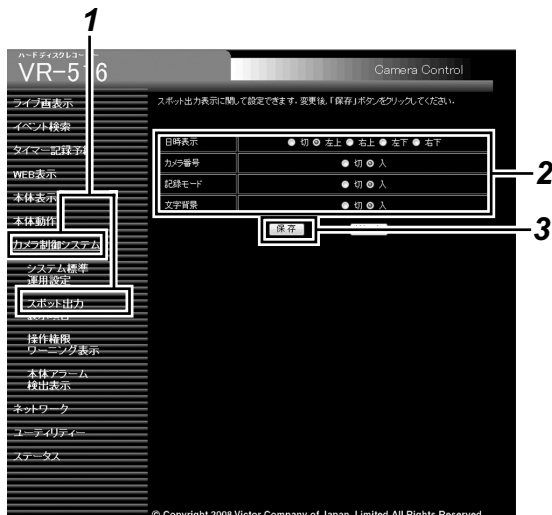 1
ハードディスクレコーダー
VR-516
Camera Control
ライブ画表示
イベント検索
タイマー記録予
WEB表示
本体表示
本体動作
カメラ制御システム
システム標準
運用設定
スポット出力
操作権限
ワーニング表示
本体アラーム
検出表示
ネットワーク
ユーティリティー
ステータス
スポット出力表示に関して設定できます。変更後、「保存」ボタンをクリックしてください。
日時表示 切 左上 右上 左下 右下
カメラ番号 切 入
記録モード 切 入
文字背景 切 入
2
保存
3
© Copyright 2008 Victor Company of Japan, Limited All Rights Reserved